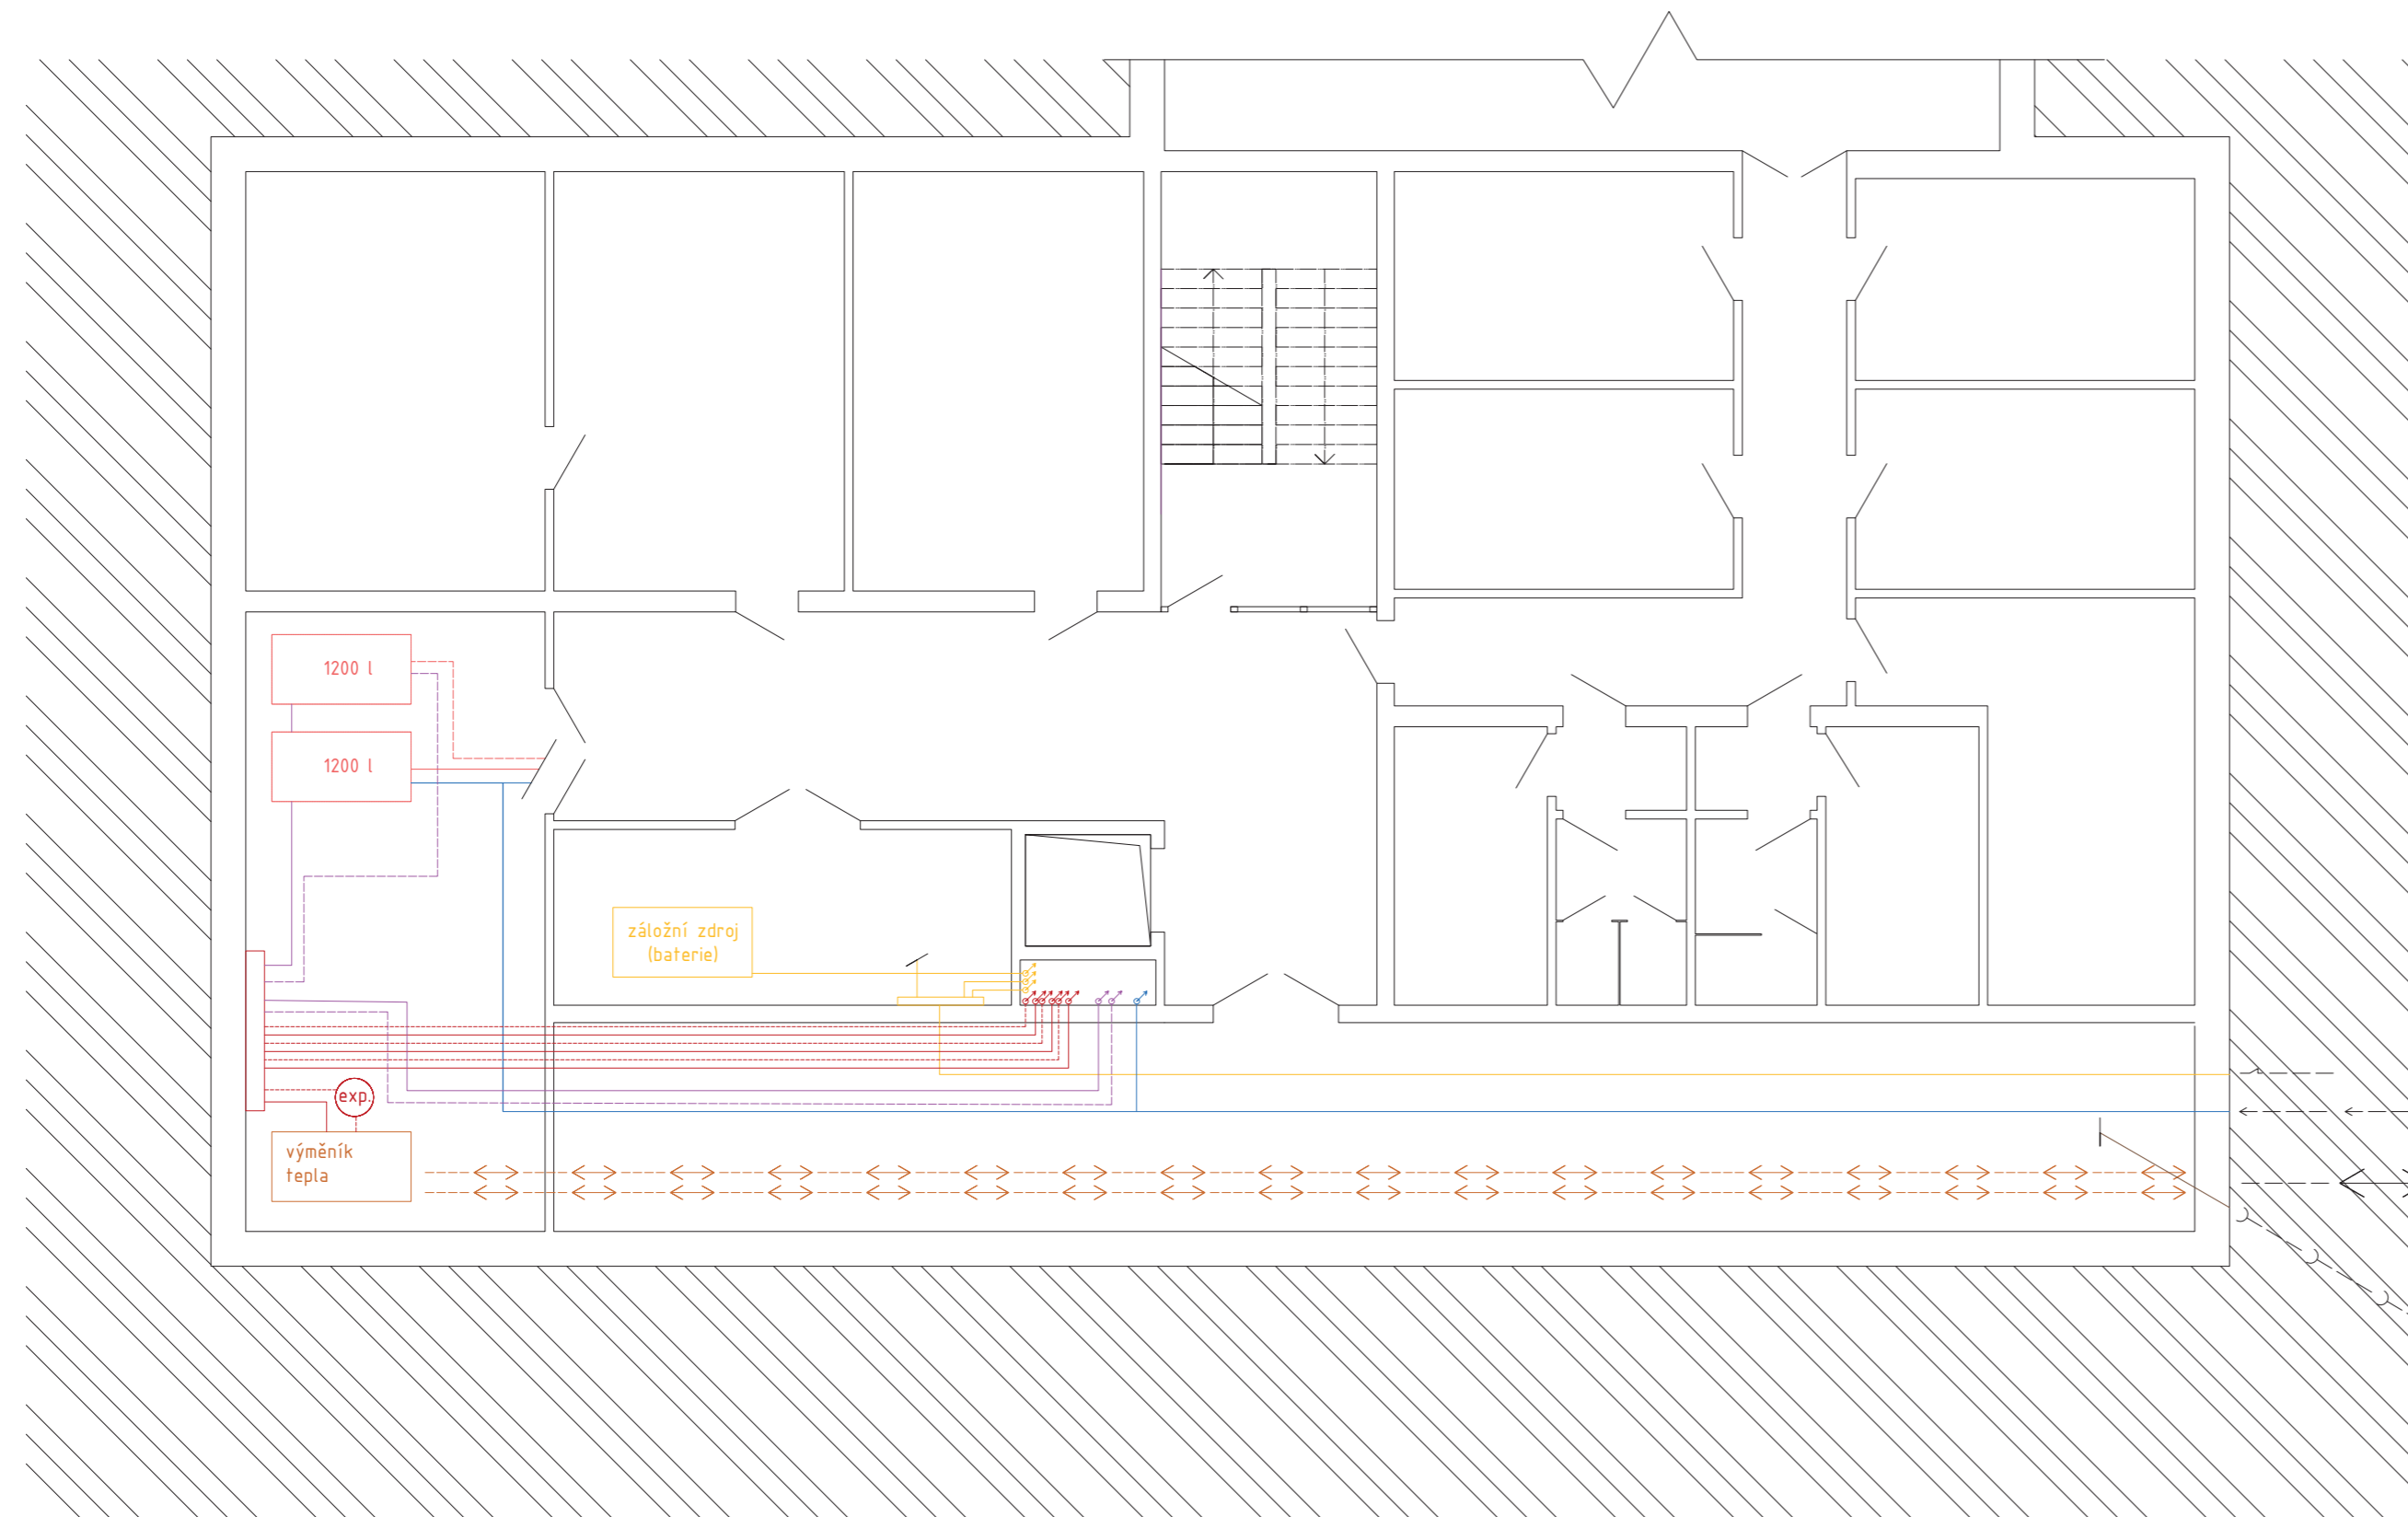 1200 l
1200 l
záložní zdroj
(baterie)
exp.
výměník
tepla